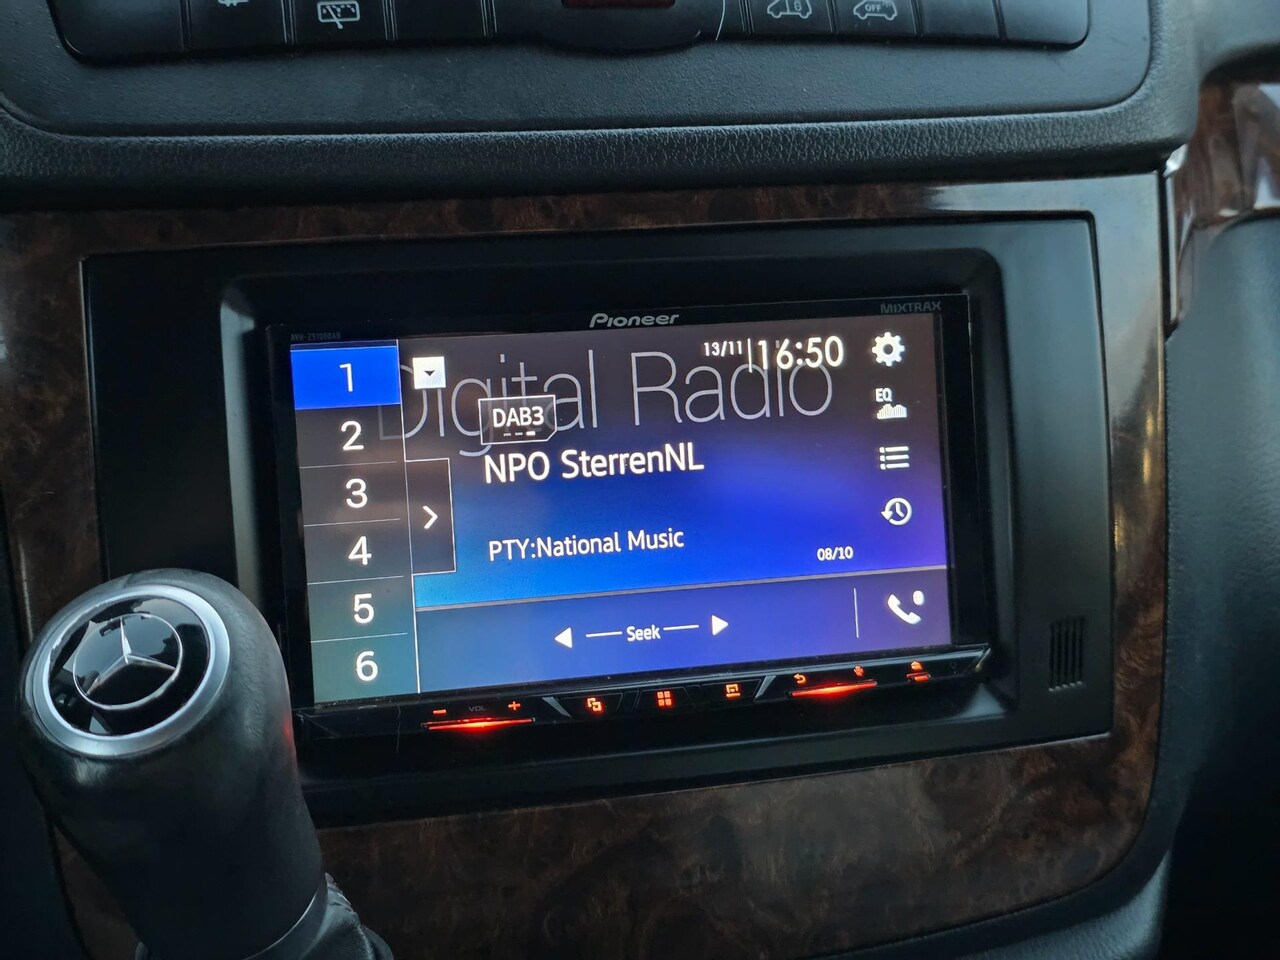 OFF
Pioneer
MIXTRAX
13/11 16:50
Digital Radio
DAB3
NPO SterrenNL
PTY:National Music
08/10
Seek
EQ
1
2
3
4
5
6
VOL